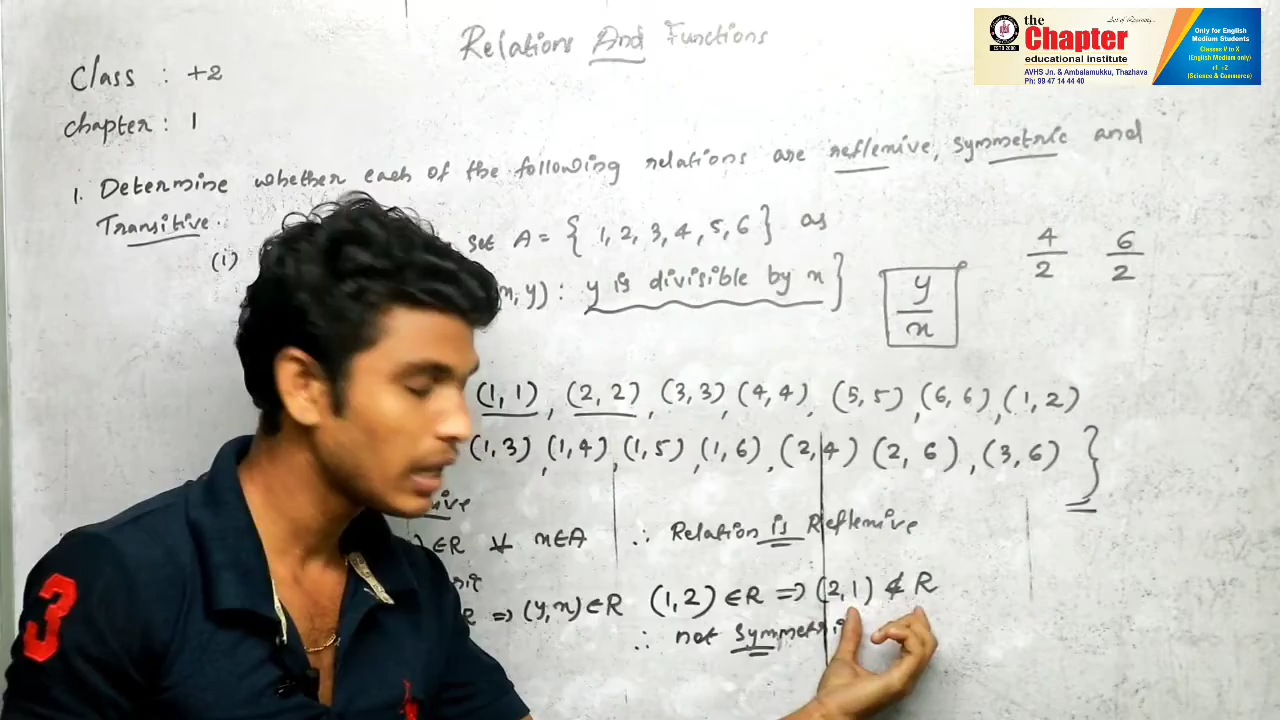 Relations And Functions
Class : +2
Chapter : 1
1. Determine whether each of the following relations are reflexive, symmetric and
Transitive.
(i) set A = { 1, 2, 3, 4, 5, 6 } as
(x, y) : y is divisible by x }
y/x
4/2 6/2
(1, 1), (2, 2), (3, 3) (4, 4), (5, 5), (6, 6), (1, 2)
(1, 3), (1, 4), (1, 5), (1, 6), (2, 4) (2, 6), (3, 6) }
∈R ∀ x∈A ∴ Relation is Reflexive
R => (y, x) ∈ R (1, 2) ∈ R => (2, 1) ∉ R
∴ not symmetric
3
the
Chapter
educational institute
AVHS Jn. & Ambalamukku, Thazhava
Ph: 99 47 14 44 40
ESTD 2006
Only for English
Medium Students
Classes V to X
(English Medium only)
+1 +2
(Science & Commerce)